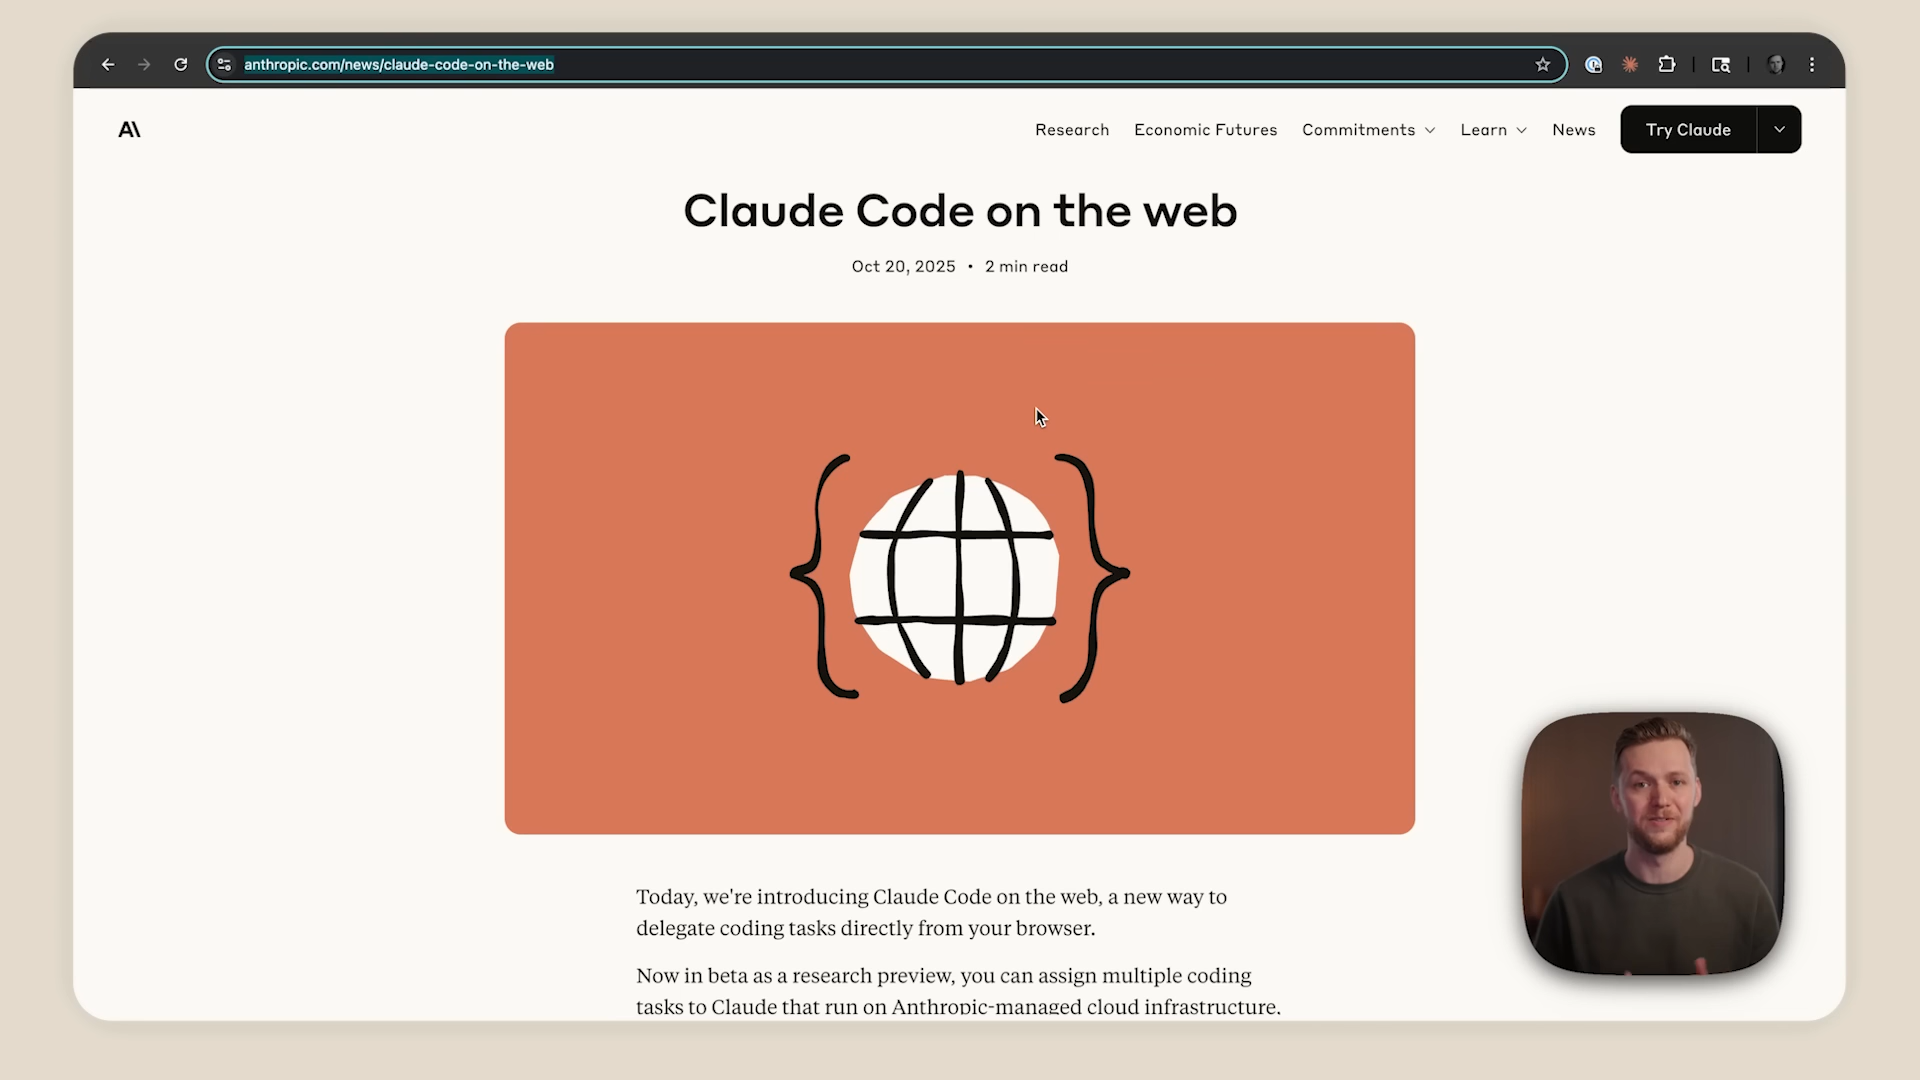 anthropic.com/news/claude-code-on-the-web
A\
Research
Economic Futures
Commitments
Learn
News
Try Claude
Claude Code on the web
Oct 20, 2025 • 2 min read
Today, we're introducing Claude Code on the web, a new way to
delegate coding tasks directly from your browser.
Now in beta as a research preview, you can assign multiple coding
tasks to Claude that run on Anthropic-managed cloud infrastructure,